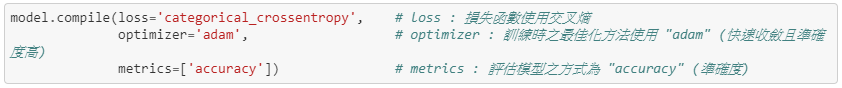 model.compile(loss='categorical_crossentropy',    # loss : 損失函數使用交叉熵
              optimizer='adam',                   # optimizer : 訓練時之最佳化方法使用 "adam" (快速收斂且準確
度高)
              metrics=['accuracy'])               # metrics : 評估模型之方式為 "accuracy" (準確度)